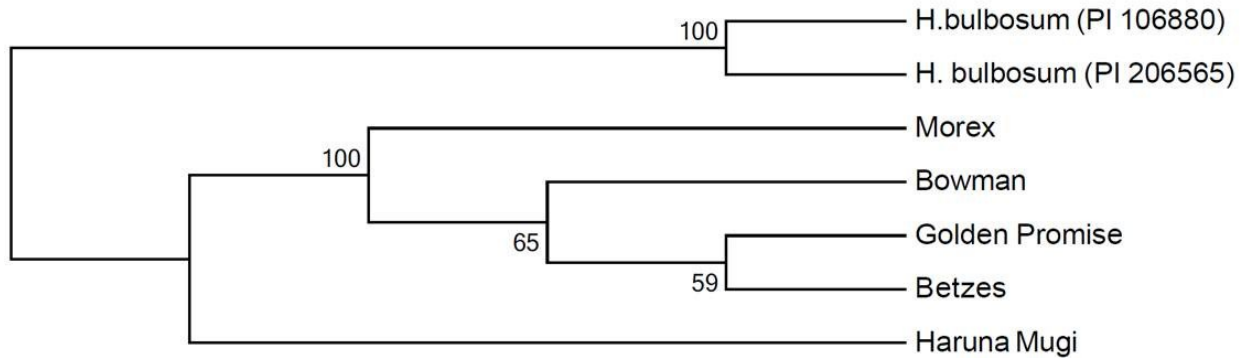 100
H.bulbosum (PI 106880)
H. bulbosum (PI 206565)
Morex
100
Bowman
65
Golden Promise
59
Betzes
Haruna Mugi